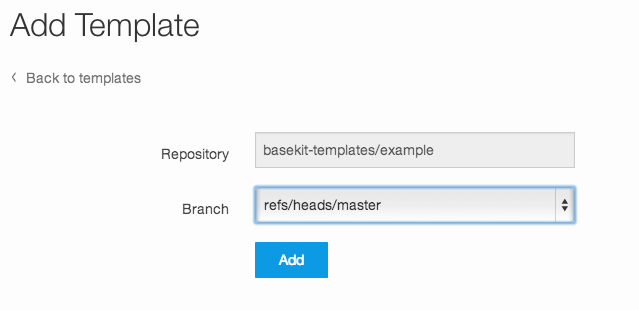 Add Template
Back to templates
Repository
basekit-templates/example
Branch
refs/heads/master
Add